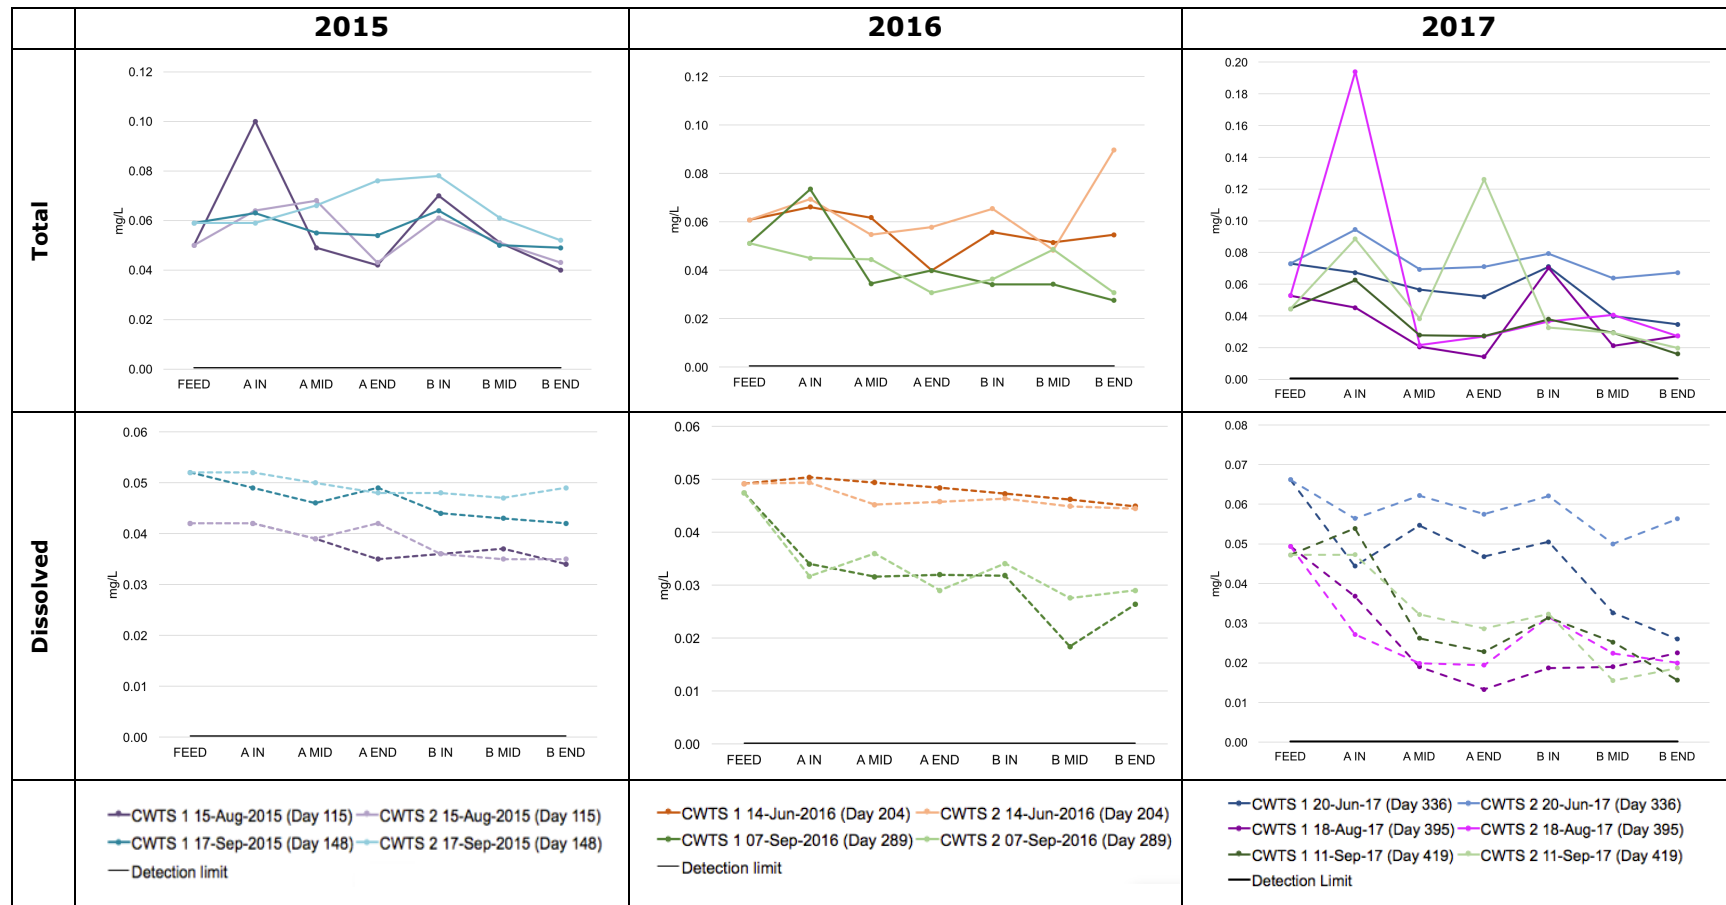 2015 2016 2017
Total
mg/L
0.12
0.10
0.08
0.06
0.04
0.02
0.00
FEED A IN A MID A END B IN B MID B END
mg/L
0.12
0.10
0.08
0.06
0.04
0.02
0.00
FEED A IN A MID A END B IN B MID B END
mg/L
0.20
0.18
0.16
0.14
0.12
0.10
0.08
0.06
0.04
0.02
0.00
FEED A IN A MID A END B IN B MID B END
Dissolved
mg/L
0.06
0.05
0.04
0.03
0.02
0.01
0.00
FEED A IN A MID A END B IN B MID B END
mg/L
0.06
0.05
0.04
0.03
0.02
0.01
0.00
FEED A IN A MID A END B IN B MID B END
mg/L
0.08
0.07
0.06
0.05
0.04
0.03
0.02
0.01
0.00
FEED A IN A MID A END B IN B MID B END
CWTS 1 15-Aug-2015 (Day 115) CWTS 2 15-Aug-2015 (Day 115)
CWTS 1 17-Sep-2015 (Day 148) CWTS 2 17-Sep-2015 (Day 148)
Detection limit
CWTS 1 14-Jun-2016 (Day 204) CWTS 2 14-Jun-2016 (Day 204)
CWTS 1 07-Sep-2016 (Day 289) CWTS 2 07-Sep-2016 (Day 289)
Detection limit
CWTS 1 20-Jun-17 (Day 336) CWTS 2 20-Jun-17 (Day 336)
CWTS 1 18-Aug-17 (Day 395) CWTS 2 18-Aug-17 (Day 395)
CWTS 1 11-Sep-17 (Day 419) CWTS 2 11-Sep-17 (Day 419)
Detection Limit